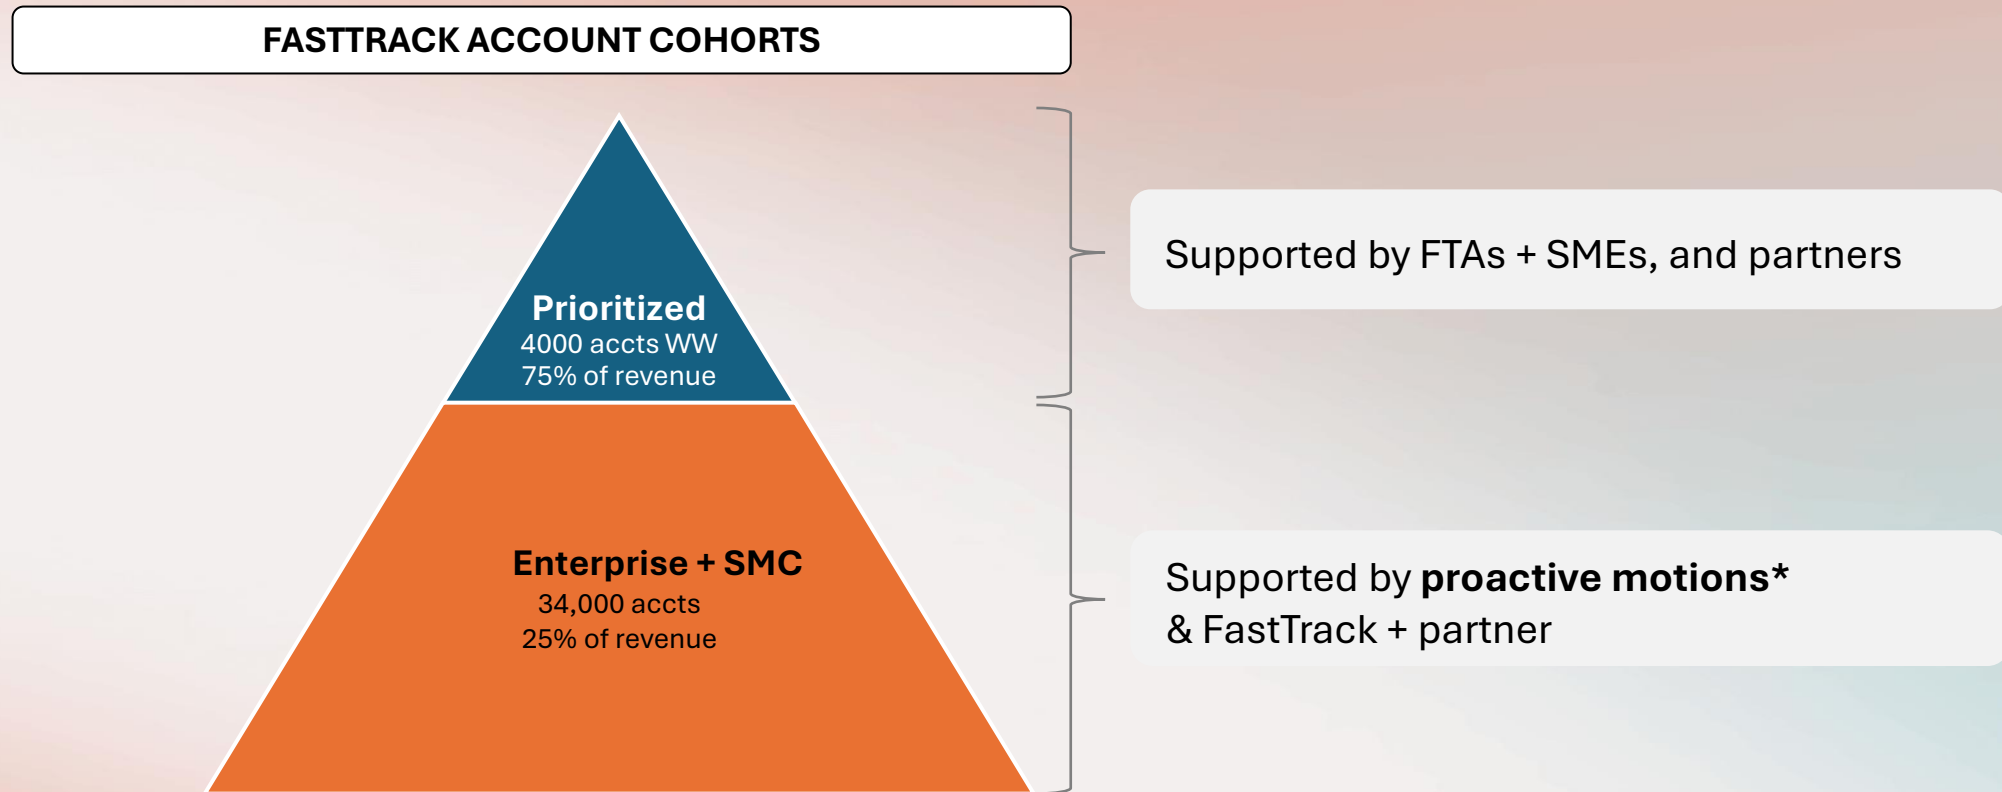 FASTTRACK ACCOUNT COHORTS
Prioritized
4000 accts WW
75% of revenue
Supported by FTAs + SMEs, and partners
Enterprise + SMC
34,000 accts
25% of revenue
Supported by proactive motions*
& FastTrack + partner